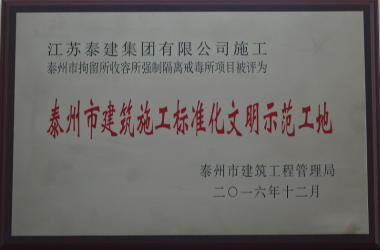 江苏泰建集团有限公司施工
泰州市拘留所收容所强制隔离戒毒所项目被评为
泰州市建筑施工标准化文明示范工地
泰州市建筑工程管理局
二〇一六年十二月